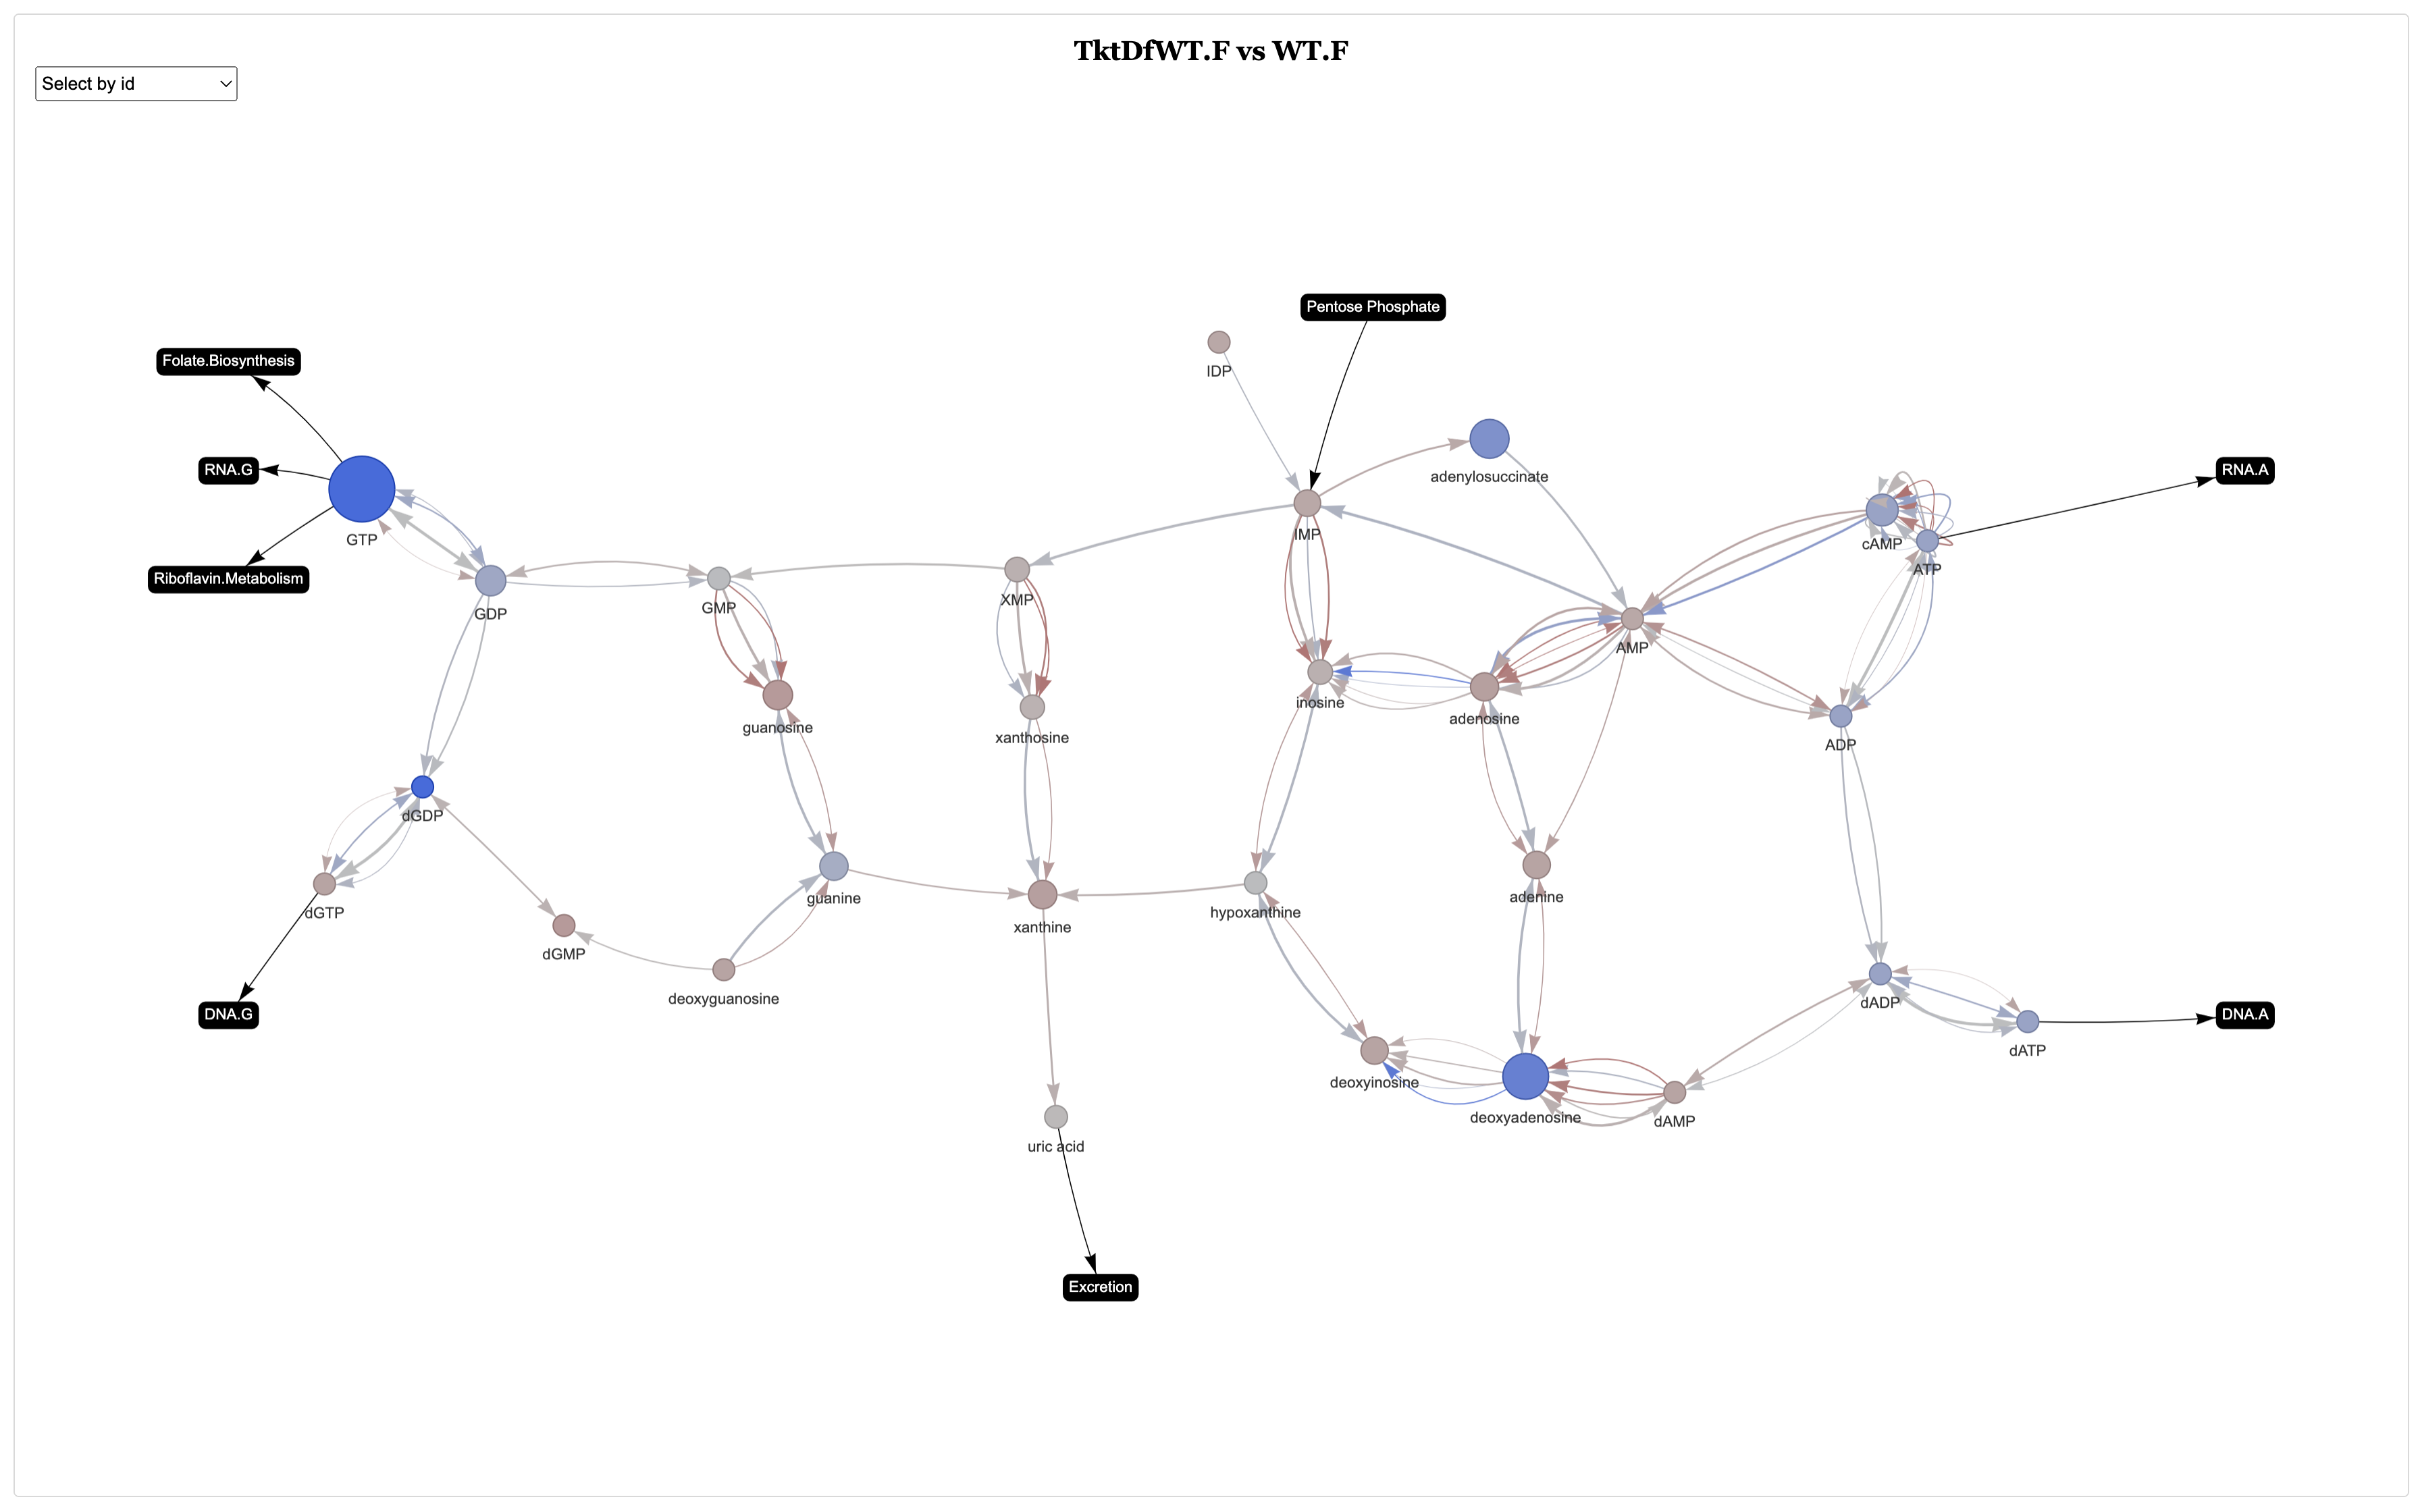 TktDfWT.F vs WT.F
Select by id
Pentose Phosphate
IDP
Folate.Biosynthesis
RNA.G
GTP
Riboflavin.Metabolism
GDP
GMP
XMP
IMP
adenylosuccinate
cAMP
ATP
RNA.A
AMP
guanosine
xanthosine
inosine
adenosine
ADP
dGDP
dGTP
dGMP
guanine
xanthine
hypoxanthine
adenine
deoxyguanosine
DNA.G
dADP
dATP
DNA.A
deoxyinosine
deoxyadenosine
dAMP
uric acid
Excretion